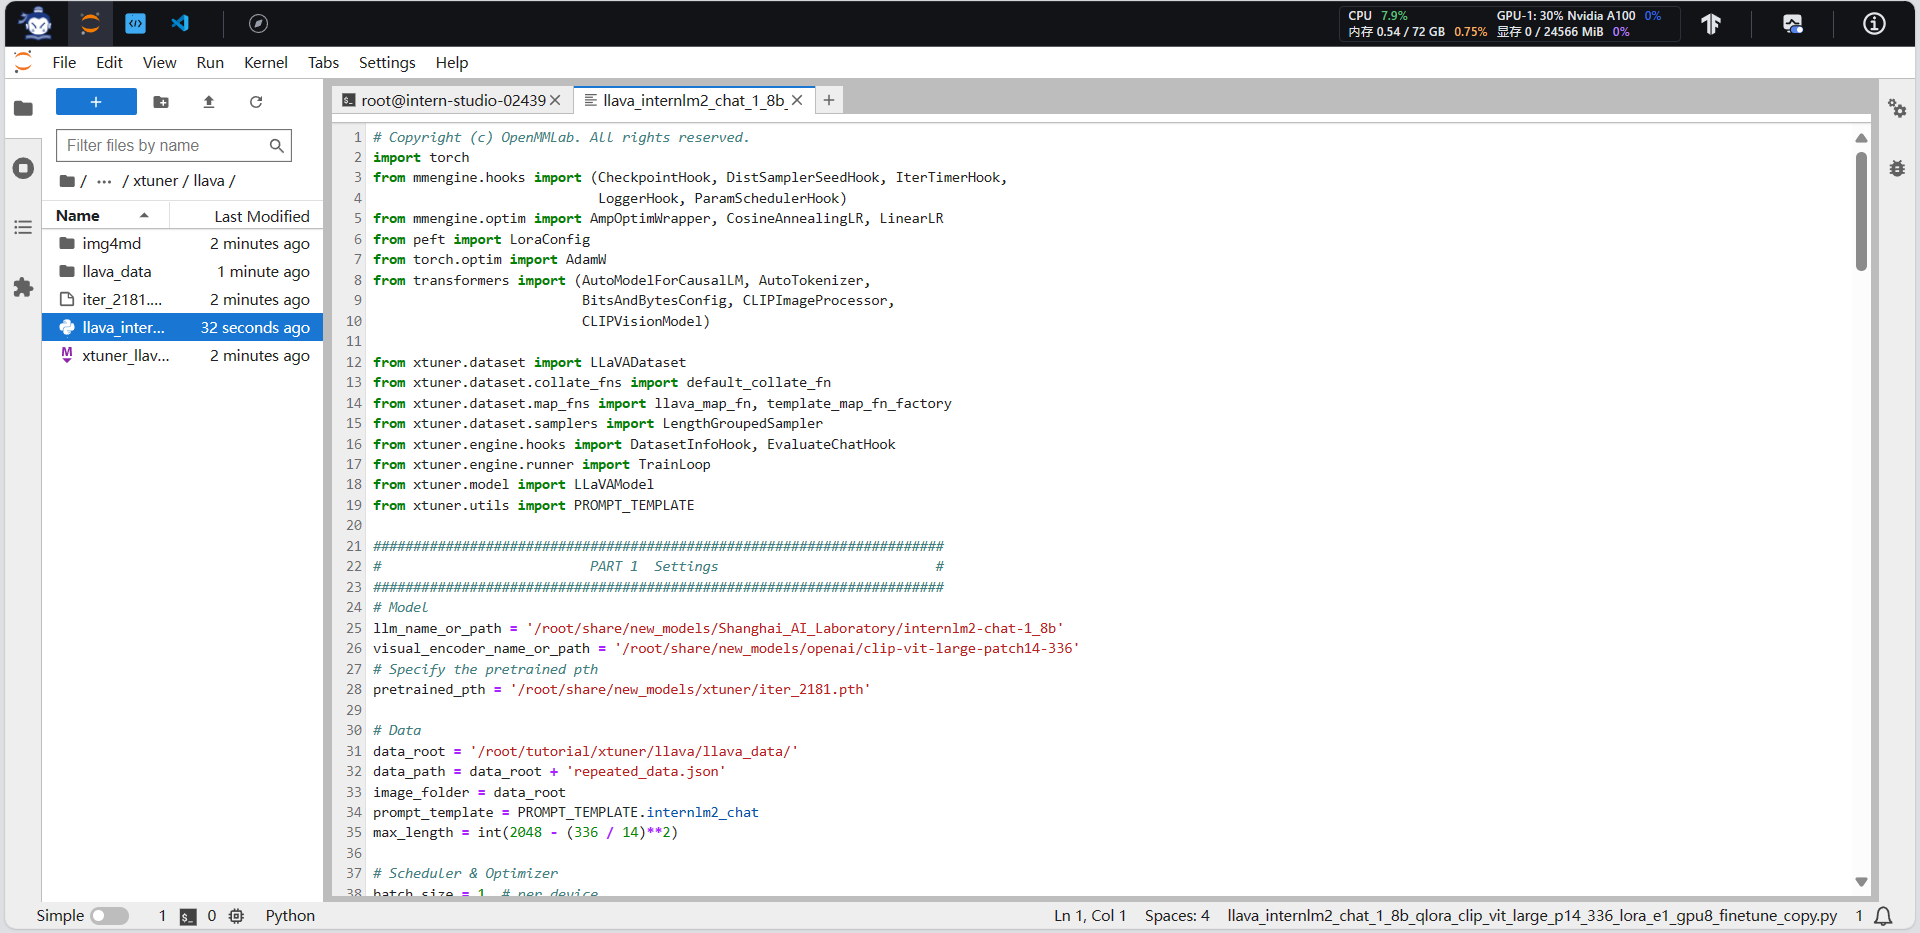 CPU 7.9% GPU-1: 30% Nvidia A100 0%
内存 0.54 / 72 GB 0.75% 显存 0 / 24566 MiB 0%
File Edit View Run Kernel Tabs Settings Help
+
root@intern-studio-02439
llava_internlm2_chat_1_8b_
Filter files by name
/ ··· / xtuner / llava /
Name Last Modified
img4md 2 minutes ago
llava_data 1 minute ago
iter_2181.... 2 minutes ago
llava_inter... 32 seconds ago
xtuner_llav... 2 minutes ago
1 # Copyright (c) OpenMMLab. All rights reserved.
2 import torch
3 from mmengine.hooks import (CheckpointHook, DistSamplerSeedHook, IterTimerHook,
4 LoggerHook, ParamSchedulerHook)
5 from mmengine.optim import AmpOptimWrapper, CosineAnnealingLR, LinearLR
6 from peft import LoraConfig
7 from torch.optim import AdamW
8 from transformers import (AutoModelForCausalLM, AutoTokenizer,
9 BitsAndBytesConfig, CLIPImageProcessor,
10 CLIPVisionModel)
11
12 from xtuner.dataset import LLaVADataset
13 from xtuner.dataset.collate_fns import default_collate_fn
14 from xtuner.dataset.map_fns import llava_map_fn, template_map_fn_factory
15 from xtuner.dataset.samplers import LengthGroupedSampler
16 from xtuner.engine.hooks import DatasetInfoHook, EvaluateChatHook
17 from xtuner.engine.runner import TrainLoop
18 from xtuner.model import LLaVAModel
19 from xtuner.utils import PROMPT_TEMPLATE
20
21 #######################################################################
22 # PART 1 Settings #
23 #######################################################################
24 # Model
25 llm_name_or_path = '/root/share/new_models/Shanghai_AI_Laboratory/internlm2-chat-1_8b'
26 visual_encoder_name_or_path = '/root/share/new_models/openai/clip-vit-large-patch14-336'
27 # Specify the pretrained pth
28 pretrained_pth = '/root/share/new_models/xtuner/iter_2181.pth'
29
30 # Data
31 data_root = '/root/tutorial/xtuner/llava/llava_data/'
32 data_path = data_root + 'repeated_data.json'
33 image_folder = data_root
34 prompt_template = PROMPT_TEMPLATE.internlm2_chat
35 max_length = int(2048 - (336 / 14)**2)
36
37 # Scheduler & Optimizer
38 batch_size = 1 # per_device
Simple 1 0 Python Ln 1, Col 1 Spaces: 4 llava_internlm2_chat_1_8b_qlora_clip_vit_large_p14_336_lora_e1_gpu8_finetune_copy.py 1